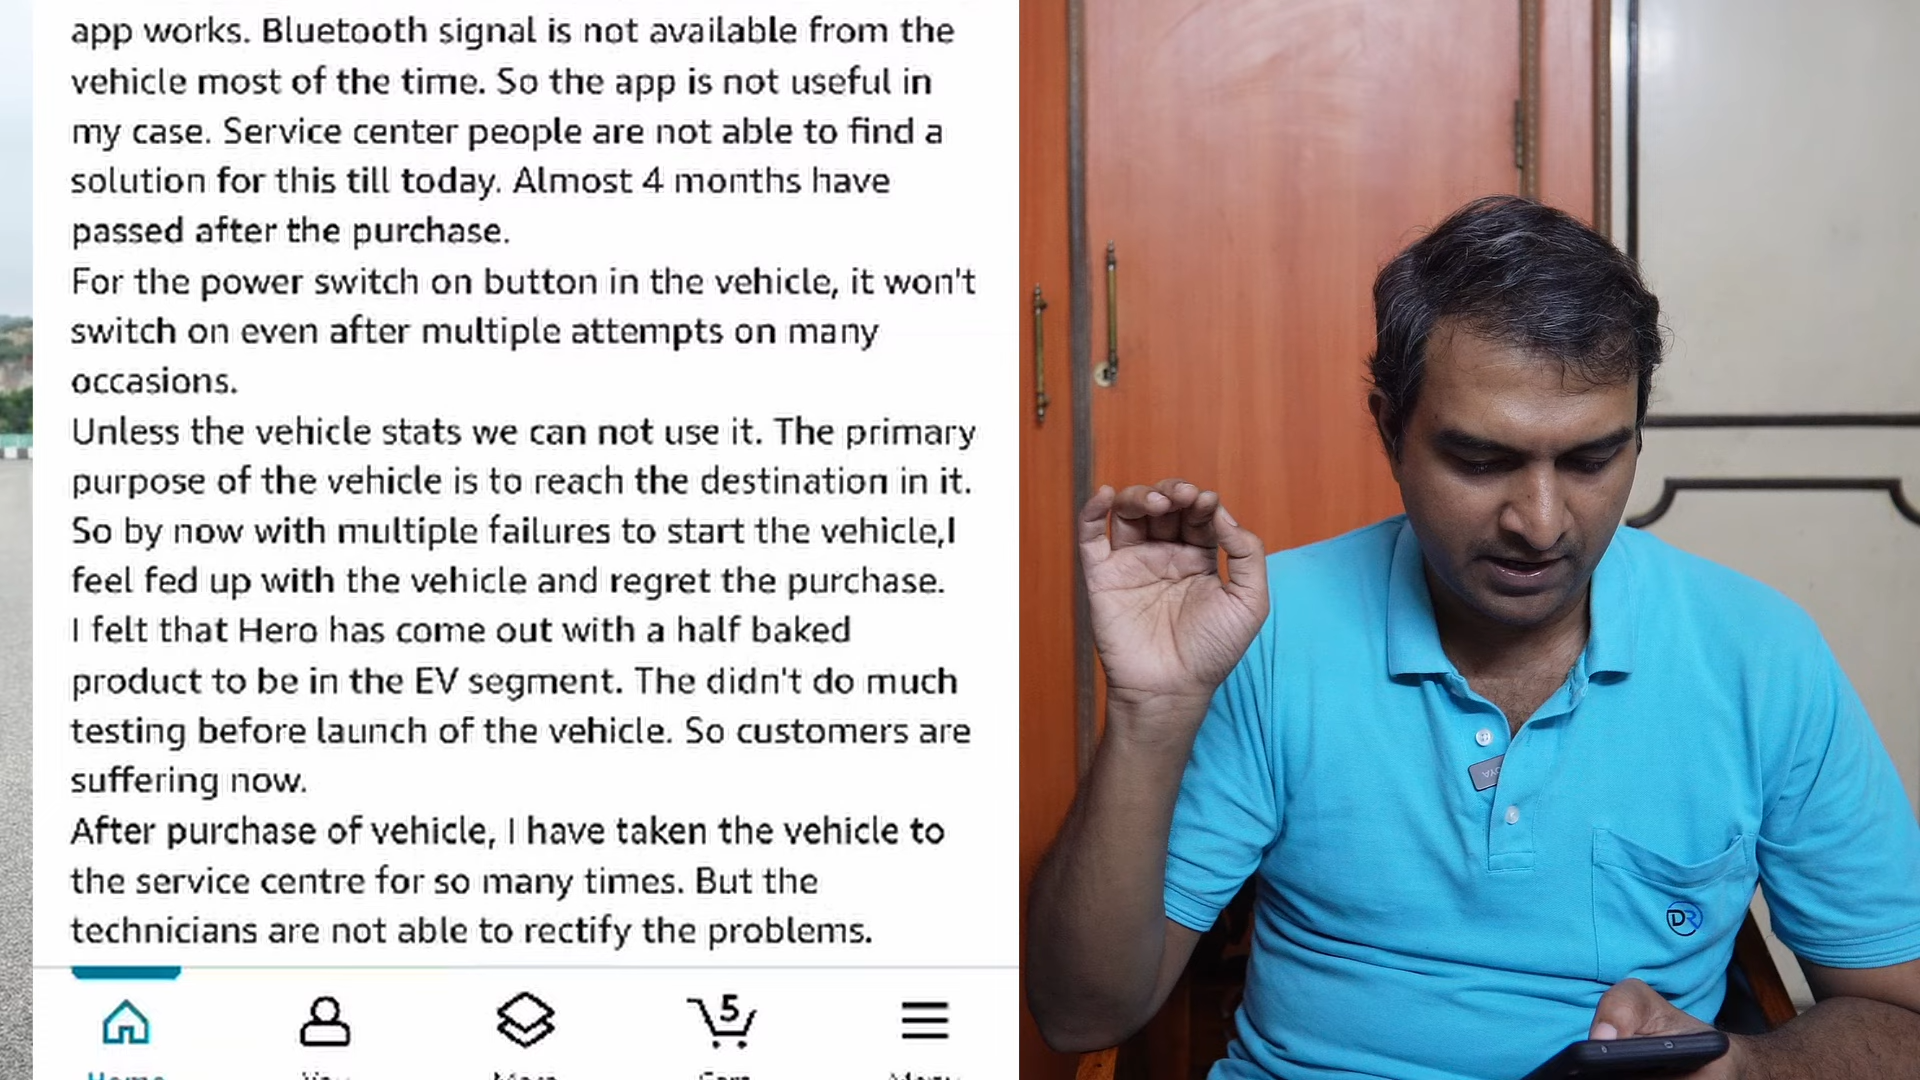 app works. Bluetooth signal is not available from the
vehicle most of the time. So the app is not useful in
my case. Service center people are not able to find a
solution for this till today. Almost 4 months have
passed after the purchase.
For the power switch on button in the vehicle, it won't
switch on even after multiple attempts on many
occasions.
Unless the vehicle stats we can not use it. The primary
purpose of the vehicle is to reach the destination in it.
So by now with multiple failures to start the vehicle,I
feel fed up with the vehicle and regret the purchase.
I felt that Hero has come out with a half baked
product to be in the EV segment. The didn't do much
testing before launch of the vehicle. So customers are
suffering now.
After purchase of vehicle, I have taken the vehicle to
the service centre for so many times. But the
technicians are not able to rectify the problems.
5
Home
DR